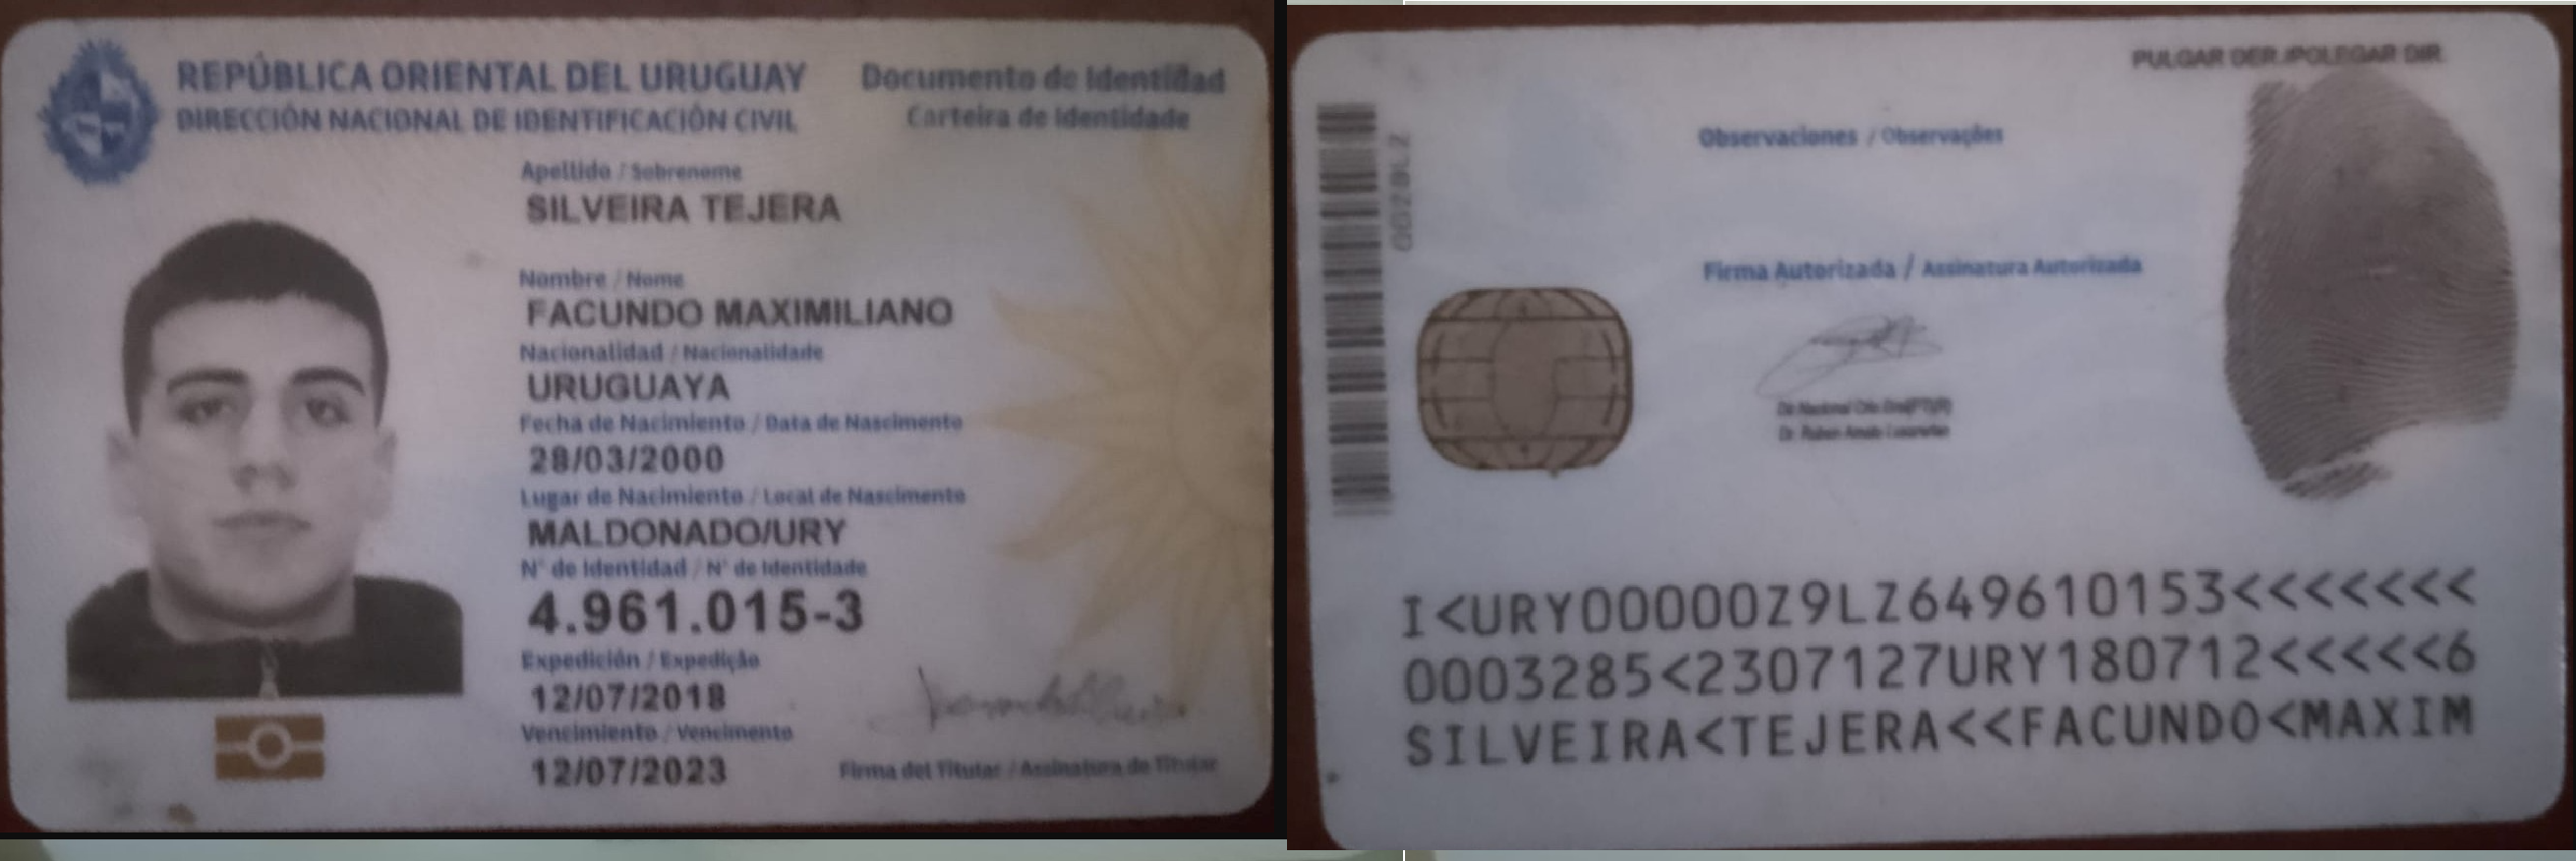 REPÚBLICA ORIENTAL DEL URUGUAY
DIRECCIÓN NACIONAL DE IDENTIFICACIÓN CIVIL
Documento de Identidad
Carteira de Identidade
Apellido / Sobrenome
SILVEIRA TEJERA
Nombre / Nome
FACUNDO MAXIMILIANO
Nacionalidad / Nacionalidade
URUGUAYA
Fecha de Nacimiento / Data de Nascimento
28/03/2000
Lugar de Nacimiento / Local de Nascimento
MALDONADO/URY
N° de Identidad / N° de Identidade
4.961.015-3
Expedición / Expedição
12/07/2018
Vencimiento / Vencimento
12/07/2023
Firma del Titular / Assinatura do Titular
PULGAR DER./POLEGAR DIR.
Observaciones / Observações
Firma Autorizada / Assinatura Autorizada
I<URY00000Z9LZ649610153<<<<<<<
0003285<2307127URY180712<<<<<6
SILVEIRA<TEJERA<<FACUNDO<MAXIM